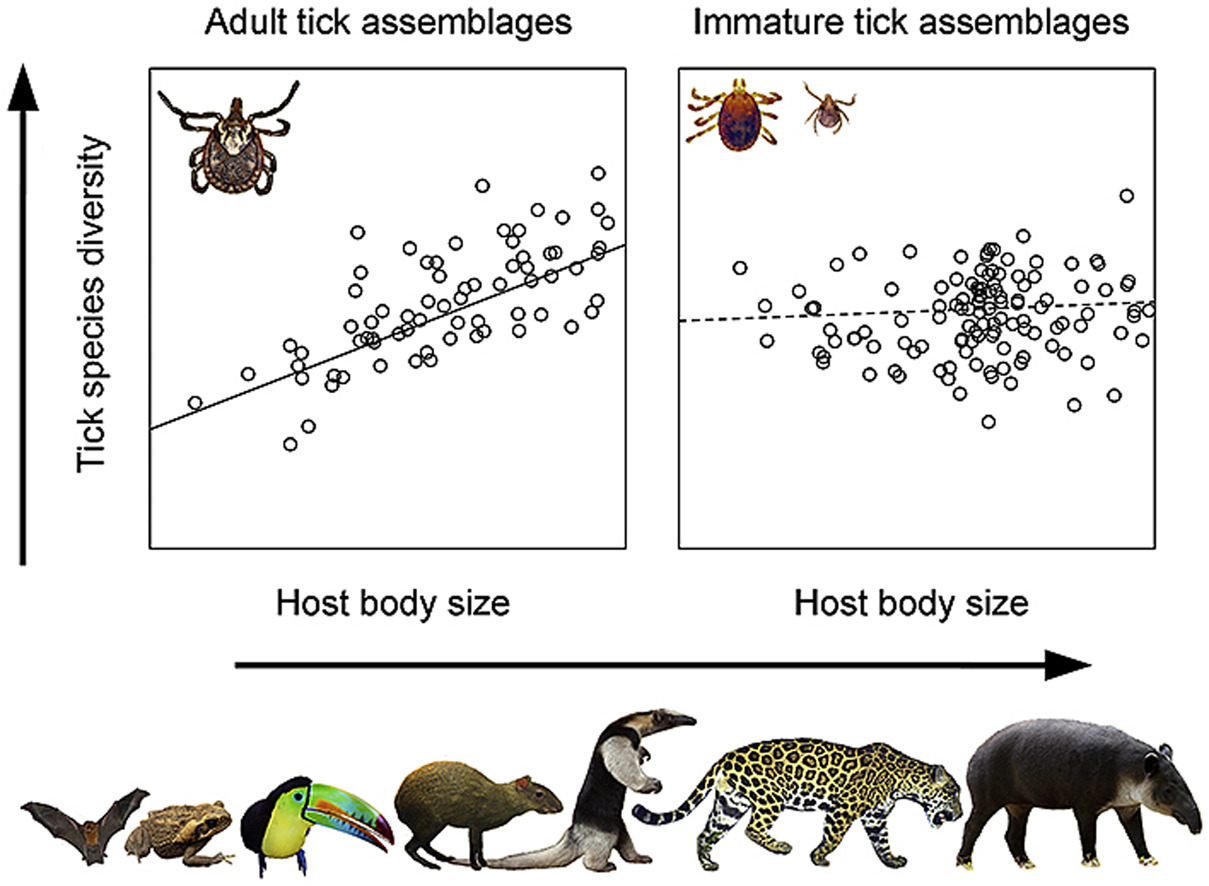 Adult tick assemblages
Immature tick assemblages
Tick species diversity
Host body size
Host body size